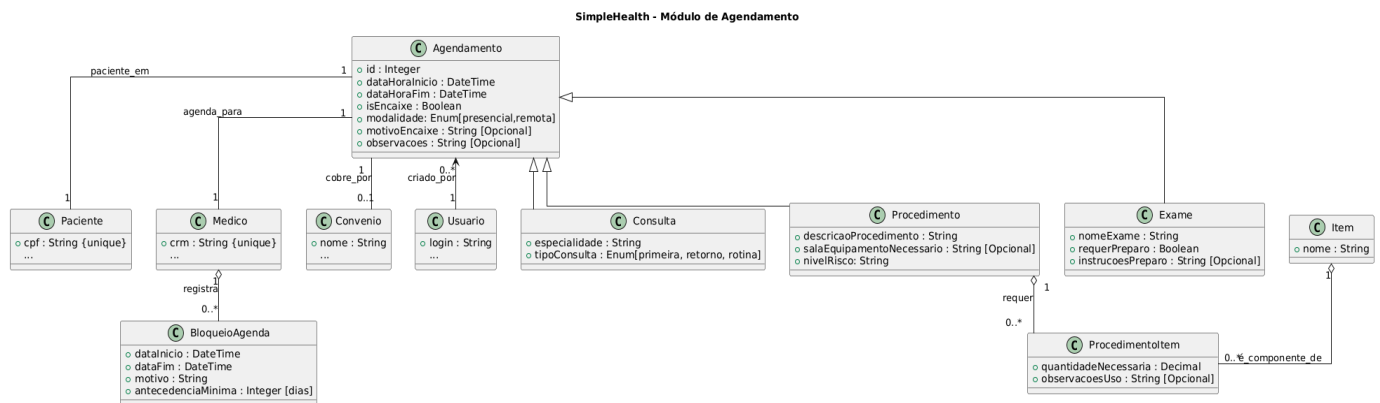 SimpleHealth - Módulo de Agendamento
C Agendamento
id : Integer
dataHoraInicio : DateTime
dataHoraFim : DateTime
isEncaixe : Boolean
modalidade: Enum[presencial,remota]
motivoEncaixe : String [Opcional]
observacoes : String [Opcional]
paciente_em
1
1
agenda_para
1
1
cobre_por
1
0..1
criado_por
0..*
1
C Paciente
cpf : String {unique}
...
C Medico
crm : String {unique}
...
C Convenio
nome : String
...
C Usuario
login : String
...
C Consulta
especialidade : String
tipoConsulta : Enum[primeira, retorno, rotina]
C Procedimento
descricaoProcedimento : String
salaEquipamentoNecessario : String [Opcional]
nivelRisco: String
C Exame
nomeExame : String
requerPreparo : Boolean
instrucoesPreparo : String [Opcional]
C Item
nome : String
registra
1
0..*
requer
1
0..*
1
0..*
é_componente_de
C BloqueioAgenda
dataInicio : DateTime
dataFim : DateTime
motivo : String
antecedenciaMinima : Integer [dias]
C ProcedimentoItem
quantidadeNecessaria : Decimal
observacoesUso : String [Opcional]